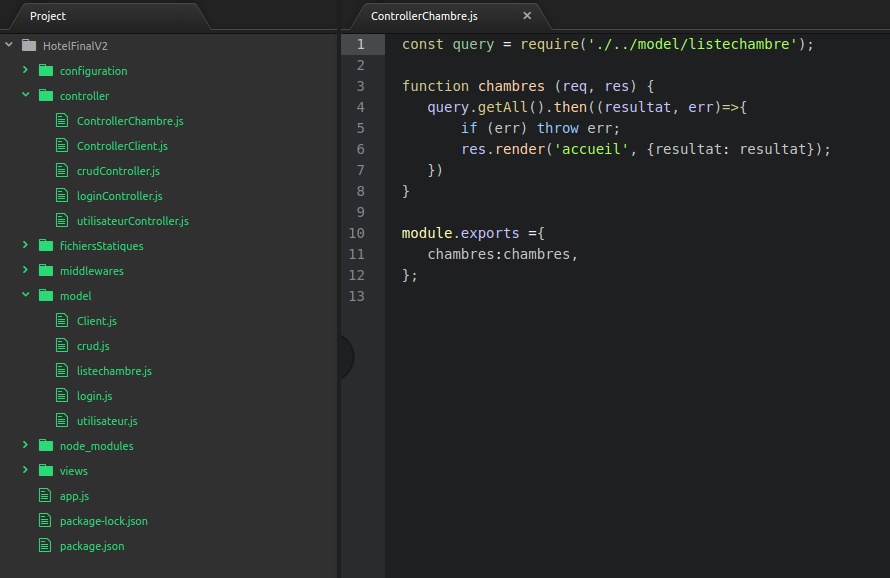 Project
HotelFinalV2
configuration
controller
ControllerChambre.js
ControllerClient.js
crudController.js
loginController.js
utilisateurController.js
fichiersStatiques
middlewares
model
Client.js
crud.js
listechambre.js
login.js
utilisateur.js
node_modules
views
app.js
package-lock.json
package.json
ControllerChambre.js ×
1 const query = require('./../model/listechambre');
2
3 function chambres (req, res) {
4 query.getAll().then((resultat, err)=>{
5 if (err) throw err;
6 res.render('accueil', {resultat: resultat});
7 })
8 }
9
10 module.exports ={
11 chambres:chambres,
12 };
13